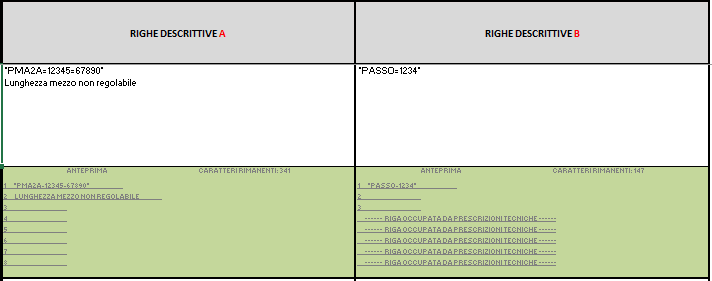 RIGHE DESCRITTIVE A
RIGHE DESCRITTIVE B
"PMA2A=12345=67890"
Lunghezza mezzo non regolabile
"PASSO=1234"
ANTEPRIMA CARATTERI RIMANENTI: 341
1 "PMA2A-12345-67890"
2 LUNGHEZZA MEZZO NON REGOLABILE
3
4
5
6
7
8
ANTEPRIMA CARATTERI RIMANENTI: 147
1 "PASSO-1234"
2
3
------ RIGA OCCUPATA DA PRESCRIZIONI TECNICHE ------
------ RIGA OCCUPATA DA PRESCRIZIONI TECNICHE ------
------ RIGA OCCUPATA DA PRESCRIZIONI TECNICHE ------
------ RIGA OCCUPATA DA PRESCRIZIONI TECNICHE ------
------ RIGA OCCUPATA DA PRESCRIZIONI TECNICHE ------